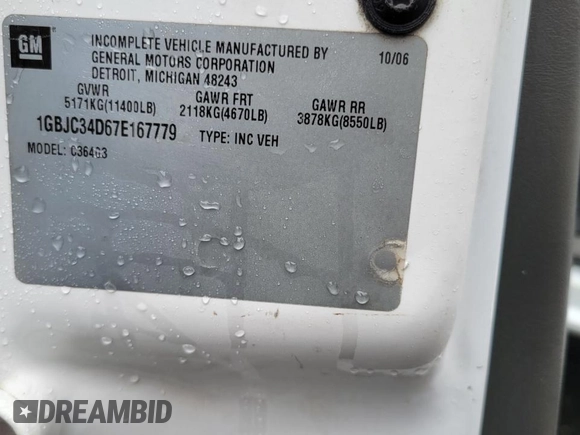 GM
INCOMPLETE VEHICLE MANUFACTURED BY
GENERAL MOTORS CORPORATION
DETROIT, MICHIGAN 48243
10/06
GVWR GAWR FRT GAWR RR
5171KG(11400LB) 2118KG(4670LB) 3878KG(8550LB)
1GBJC34D67E167779 TYPE: INC VEH
MODEL: C36403
DREAMBID